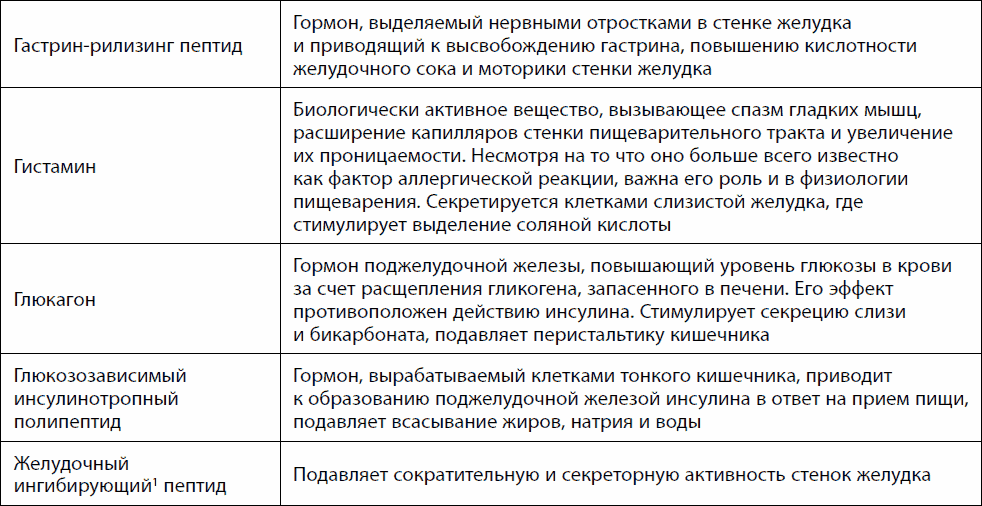 Гастрин-рилизинг пептид
Гормон, выделяемый нервными отростками в стенке желудка
и приводящий к высвобождению гастрина, повышению кислотности
желудочного сока и моторики стенки желудка
Гистамин
Биологически активное вещество, вызывающее спазм гладких мышц,
расширение капилляров стенки пищеварительного тракта и увеличение
их проницаемости. Несмотря на то что оно больше всего известно
как фактор аллергической реакции, важна его роль и в физиологии
пищеварения. Секретируется клетками слизистой желудка, где
стимулирует выделение соляной кислоты
Глюкагон
Гормон поджелудочной железы, повышающий уровень глюкозы в крови
за счет расщепления гликогена, запасенного в печени. Его эффект
противоположен действию инсулина. Стимулирует секрецию слизи
и бикарбоната, подавляет перистальтику кишечника
Глюкозозависимый
инсулинотропный
полипептид
Гормон, вырабатываемый клетками тонкого кишечника, приводит
к образованию поджелудочной железой инсулина в ответ на прием пищи,
подавляет всасывание жиров, натрия и воды
Желудочный
ингибирующий¹ пептид
Подавляет сократительную и секреторную активность стенок желудка